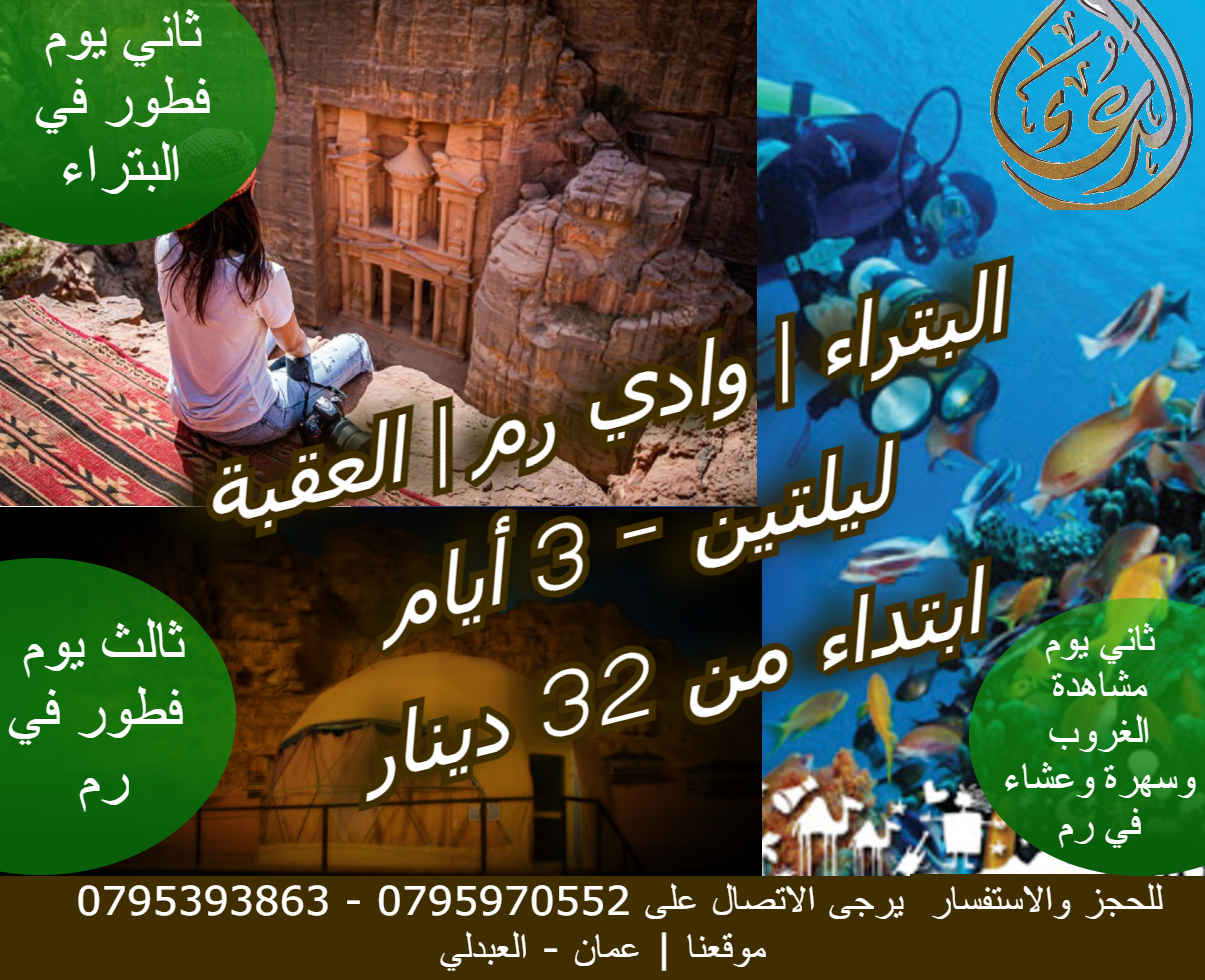 ثاني يوم
فطور في
البتراء
البتراء | وادي رم | العقبة
ليلتين - 3 أيام
ابتداء من 32 دينار
ثالث يوم
فطور في
رم
ثاني يوم
مشاهدة
الغروب
وسهرة وعشاء
في رم
للحجز والاستفسار يرجى الاتصال على 0795970552 - 0795393863
موقعنا | عمان - العبدلي